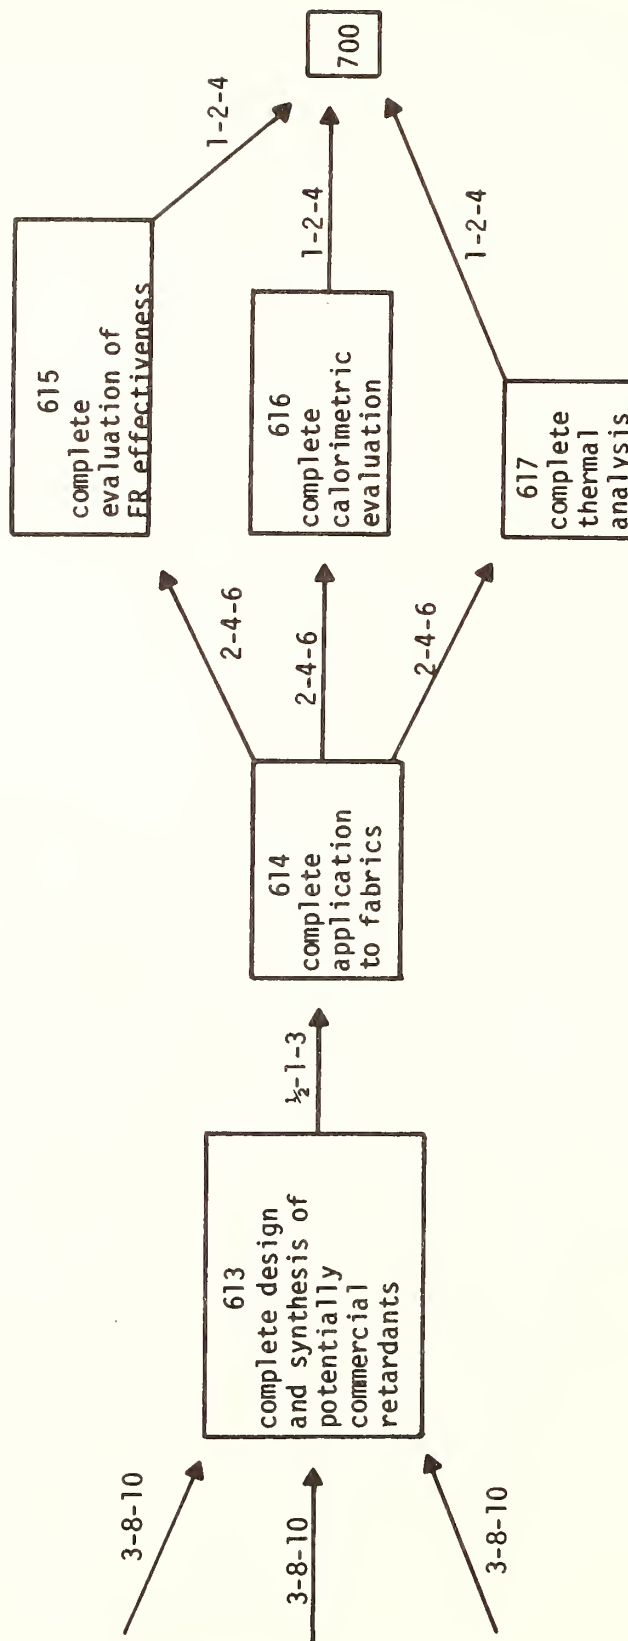 3-8-10
3-8-10
3-8-10
613
complete design
and synthesis of
potentially
commercial
retardants
½-1-3
614
complete
application
to fabrics
2-4-6
2-4-6
2-4-6
615
complete
evaluation of
FR effectiveness
616
complete
calorimetric
evaluation
617
complete
thermal
analysis
1-2-4
1-2-4
1-2-4
700